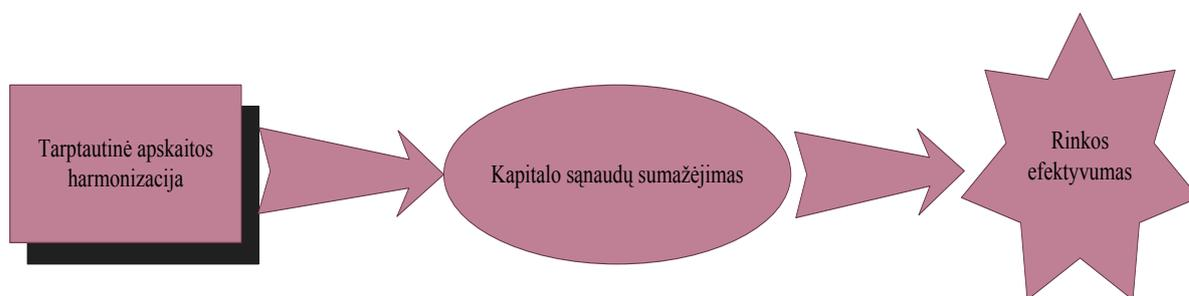 Tarptautinė apskaitos
harmonizacija
Kapitalo sąnaudų sumažėjimas
Rinkos
efektyvumas